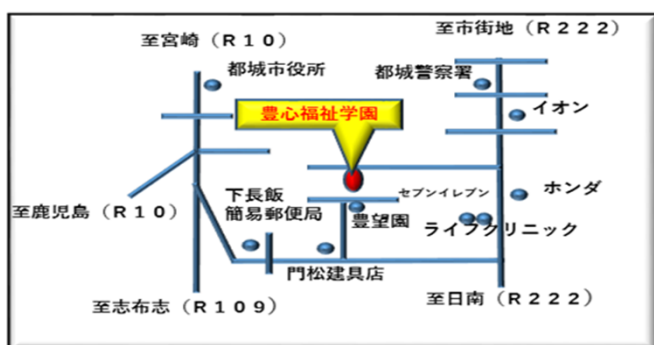 至宮崎（Ｒ１０）
至市街地（Ｒ２２２）
都城市役所
都城警察署
豊心福祉学園
イオン
下長飯
簡易郵便局
セブンイレブン
ホンダ
至鹿児島（Ｒ１０）
豊望園
ライフクリニック
門松建具店
至志布志（Ｒ１０９）
至日南（Ｒ２２２）